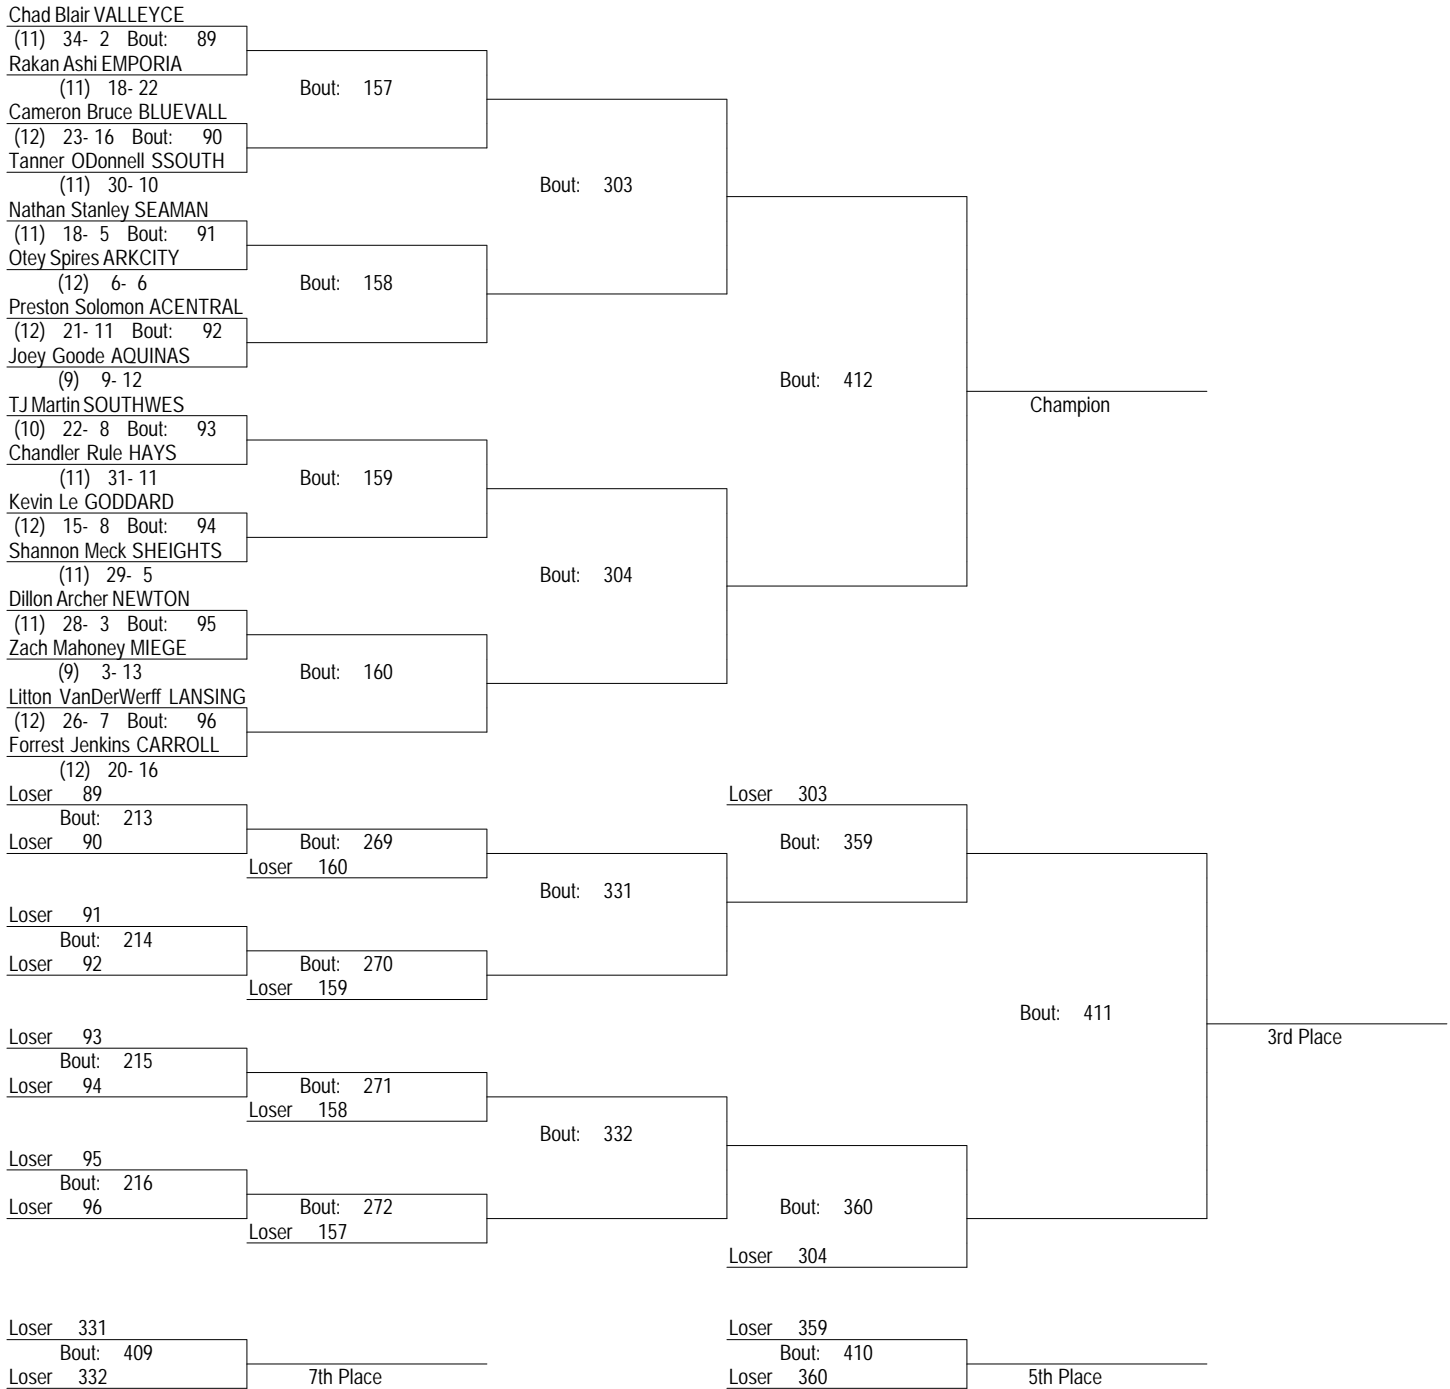 Chad Blair VALLEYCE
(11) 34- 2 Bout: 89
Rakan Ashi EMPORIA
(11) 18- 22
Bout: 157
Cameron Bruce BLUEVALL
(12) 23- 16 Bout: 90
Tanner ODonnell SSOUTH
(11) 30- 10
Bout: 303
Nathan Stanley SEAMAN
(11) 18- 5 Bout: 91
Otey Spires ARKCITY
(12) 6- 6
Bout: 158
Preston Solomon ACENTRAL
(12) 21- 11 Bout: 92
Joey Goode AQUINAS
(9) 9- 12
Bout: 412
Champion
TJ Martin SOUTHWES
(10) 22- 8 Bout: 93
Chandler Rule HAYS
(11) 31- 11
Bout: 159
Kevin Le GODDARD
(12) 15- 8 Bout: 94
Shannon Meck SHEIGHTS
(11) 29- 5
Bout: 304
Dillon Archer NEWTON
(11) 28- 3 Bout: 95
Zach Mahoney MIEGE
(9) 3- 13
Bout: 160
Litton VanDerWerff LANSING
(12) 26- 7 Bout: 96
Forrest Jenkins CARROLL
(12) 20- 16
Loser 89
Loser 303
Bout: 213
Loser 90
Bout: 269
Bout: 359
Loser 160
Bout: 331
Loser 91
Bout: 214
Loser 92
Bout: 270
Loser 159
Bout: 411
Loser 93
3rd Place
Bout: 215
Loser 94
Bout: 271
Loser 158
Bout: 332
Loser 95
Bout: 216
Loser 96
Bout: 272
Bout: 360
Loser 157
Loser 304
Loser 331
Loser 359
Bout: 409
Bout: 410
Loser 332
7th Place
Loser 360
5th Place